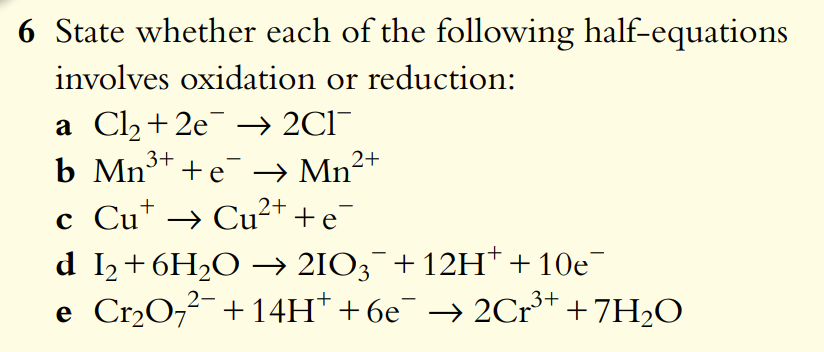 6 State whether each of the following half-equations
involves oxidation or reduction:
a Cl₂ + 2e⁻ → 2Cl⁻
b Mn³⁺ + e⁻ → Mn²⁺
c Cu⁺ → Cu²⁺ + e⁻
d I₂ + 6H₂O → 2IO₃⁻ + 12H⁺ + 10e⁻
e Cr₂O₇²⁻ + 14H⁺ + 6e⁻ → 2Cr³⁺ + 7H₂O